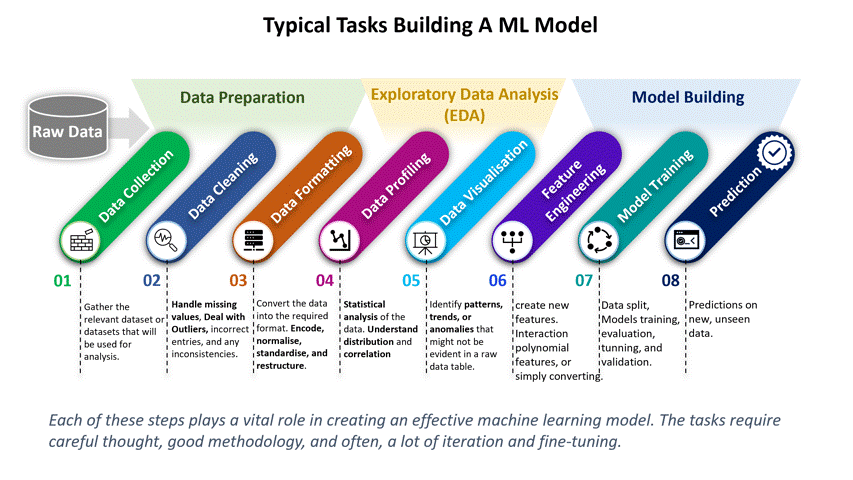 Typical Tasks Building A ML Model
Raw Data
Data Preparation
Exploratory Data Analysis
(EDA)
Model Building
Data Collection
Data Cleaning
Data Formatting
Data Profiling
Data Visualisation
Feature
Engineering
Model Training
Prediction
01
Gather the
relevant dataset or
datasets that will
be used for
analysis.
02
Handle missing
values, Deal with
Outliers, incorrect
entries, and any
inconsistencies.
03
Convert the data
into the required
format. Encode,
normalise,
standardise, and
restructure.
04
Statistical
analysis of the
data. Understand
distribution and
correlation
05
Identify patterns,
trends, or
anomalies that
might not be
evident in a raw
data table.
06
create new
features.
Interaction
polynomial
features, or
simply converting.
07
Data split,
Models training,
evaluation,
tunning, and
validation.
08
Predictions on
new, unseen
data.
Each of these steps plays a vital role in creating an effective machine learning model. The tasks require
careful thought, good methodology, and often, a lot of iteration and fine-tuning.